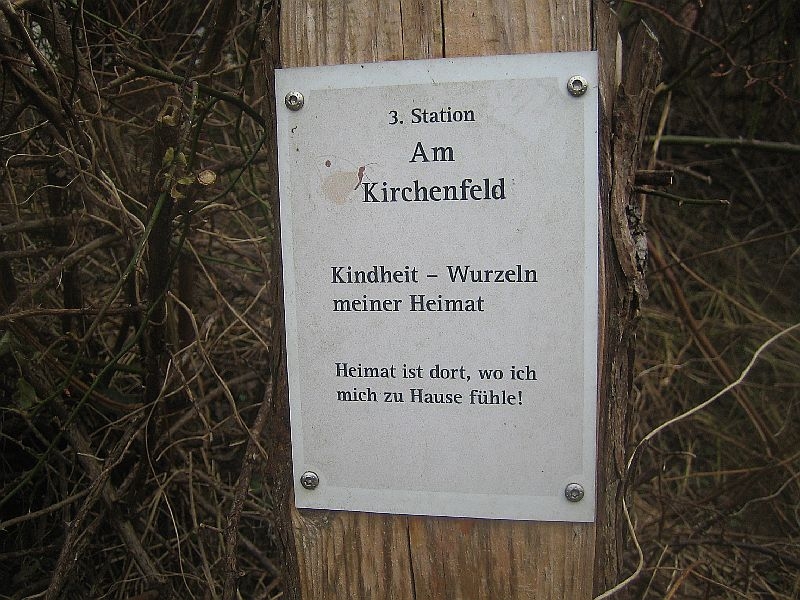 3. Station
Am
Kirchenfeld
Kindheit – Wurzeln
meiner Heimat
Heimat ist dort, wo ich
mich zu Hause fühle!